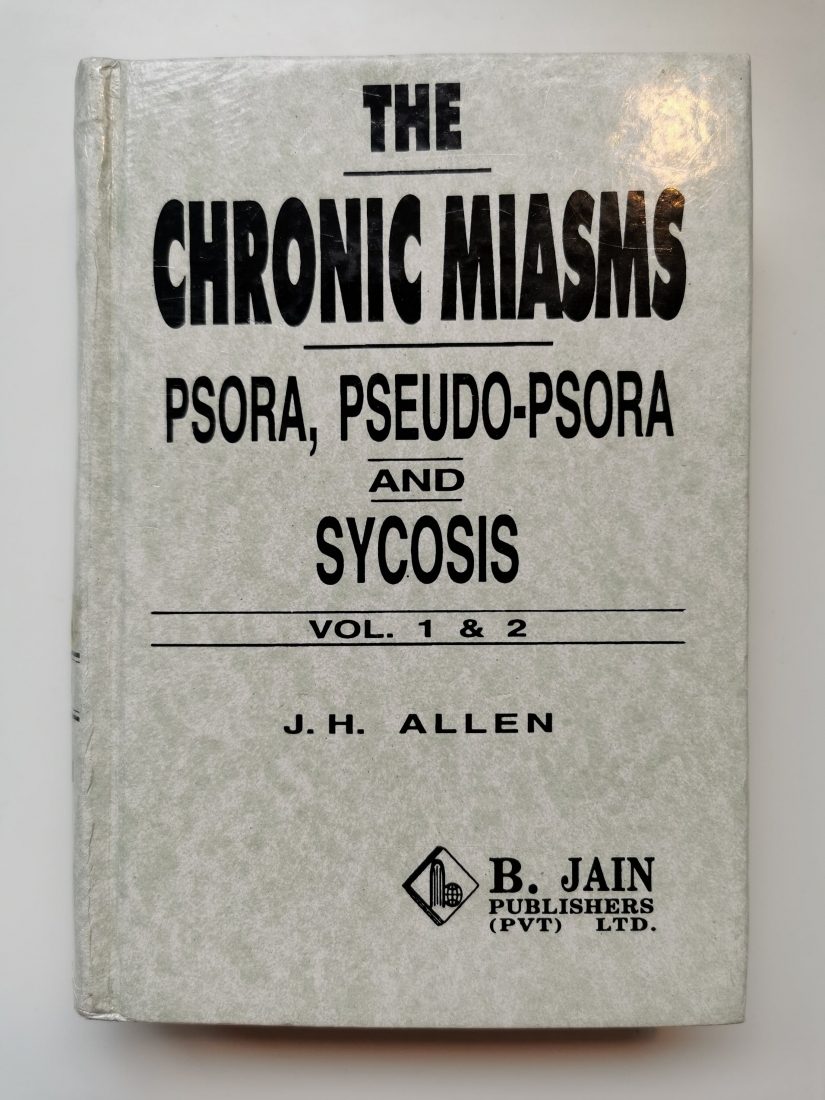 THE
CHRONIC MIASMS
PSORA, PSEUDO-PSORA
AND
SYCOSIS
VOL. 1 & 2
J. H. ALLEN
B. JAIN
PUBLISHERS
(PVT) LTD.